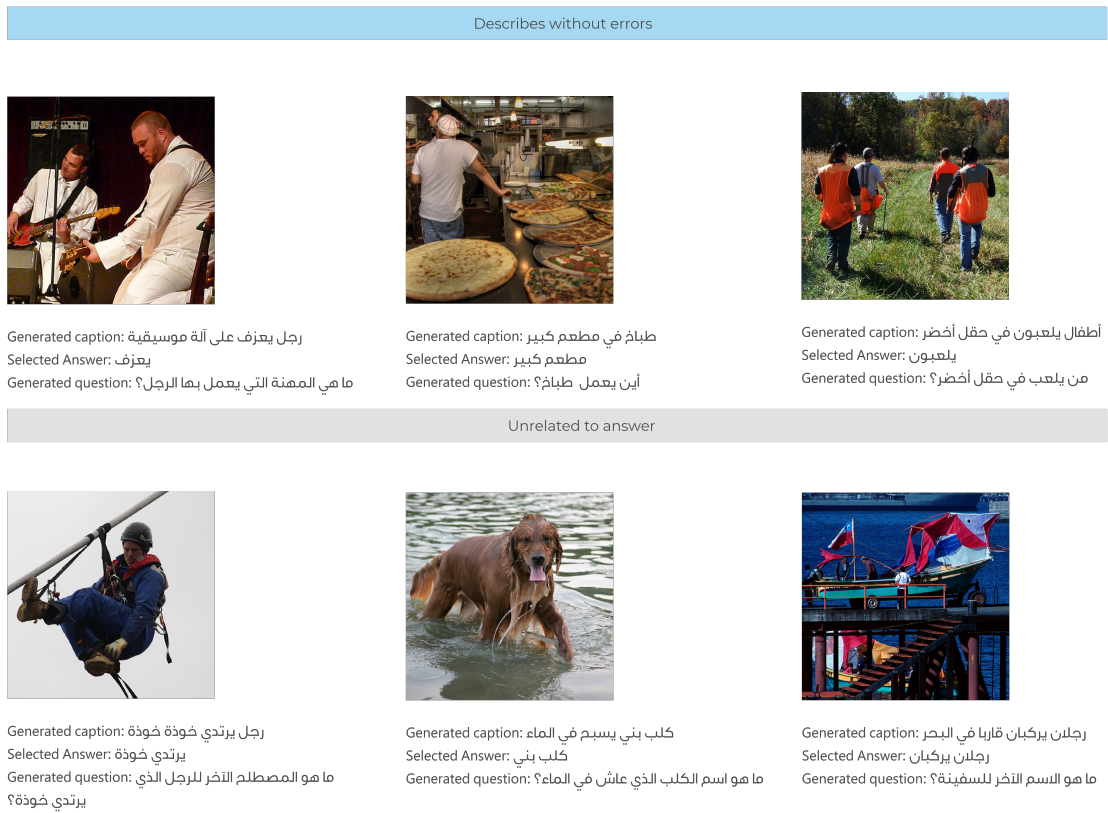 Describes without errors
Generated caption: رجل يعزف على آلة موسيقية
Selected Answer: يعزف
Generated question: ما هي المهنة التي يعمل بها الرجل؟
Generated caption: طباخ في مطعم كبير
Selected Answer: مطعم كبير
Generated question: أين يعمل طباخ؟
Generated caption: أطفال يلعبون في حقل أخضر
Selected Answer: يلعبون
Generated question: من يلعب في حقل أخضر؟
Unrelated to answer
Generated caption: رجل يرتدي خوذة خوذة
Selected Answer: يرتدي خوذة
Generated question: ما هو المصطلح الآخر للرجل الذي
يرتدي خوذة؟
Generated caption: كلب بني يسبح في الماء
Selected Answer: كلب بني
Generated question: ما هو اسم الكلب الذي عاش في الماء؟
Generated caption: رجلان يركبان قاربا في البحر
Selected Answer: رجلان يركبان
Generated question: ما هو الاسم الآخر للسفينة؟